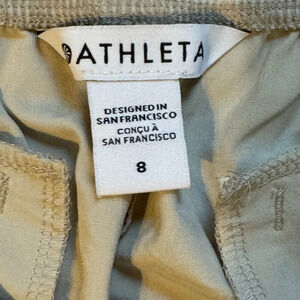 ATHLETA
DESIGNED IN
SAN FRANCISCO
CONÇU À
SAN FRANCISCO
8